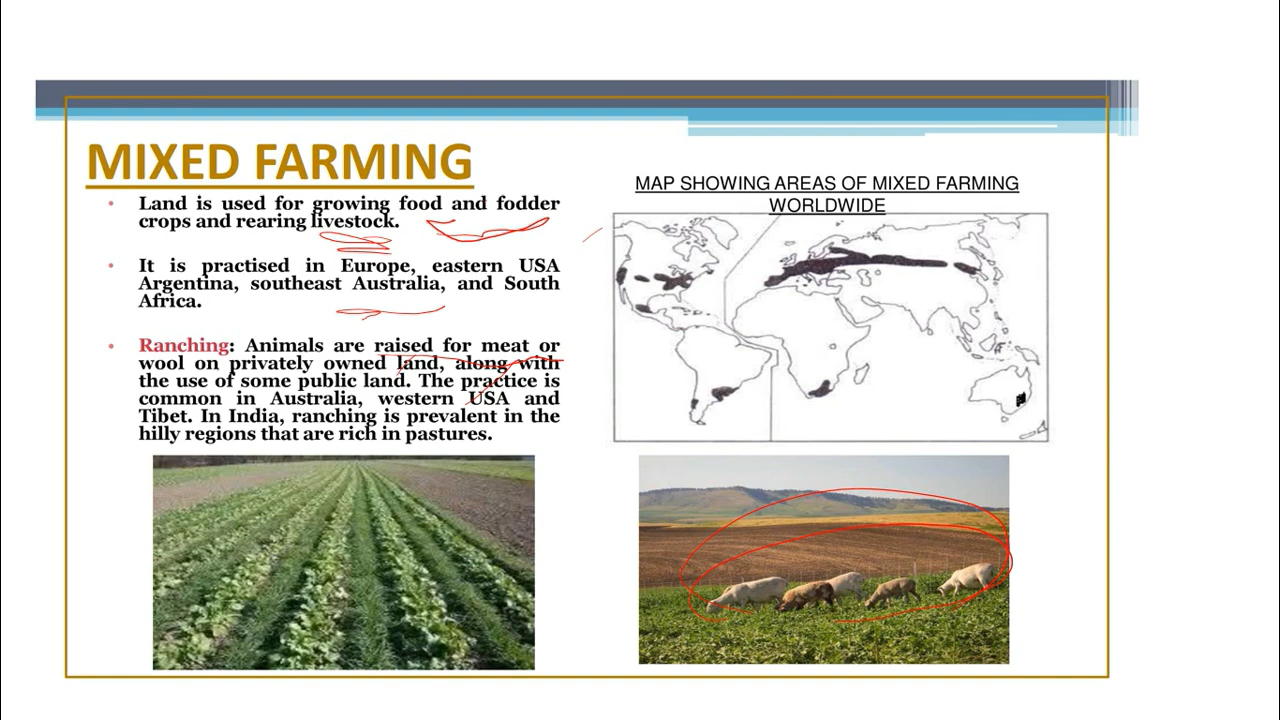 MIXED FARMING
Land is used for growing food and fodder
crops and rearing livestock.
It is practised in Europe, eastern USA
Argentina, southeast Australia, and South
Africa.
Ranching: Animals are raised for meat or
wool on privately owned land, along with
the use of some public land. The practice is
common in Australia, western USA and
Tibet. In India, ranching is prevalent in the
hilly regions that are rich in pastures.
MAP SHOWING AREAS OF MIXED FARMING
WORLDWIDE